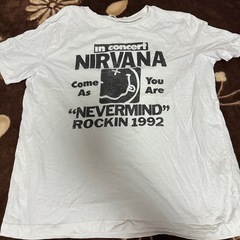 in concert
NIRVANA
Come You
As Are
"NEVERMIND"
ROCKIN 1992